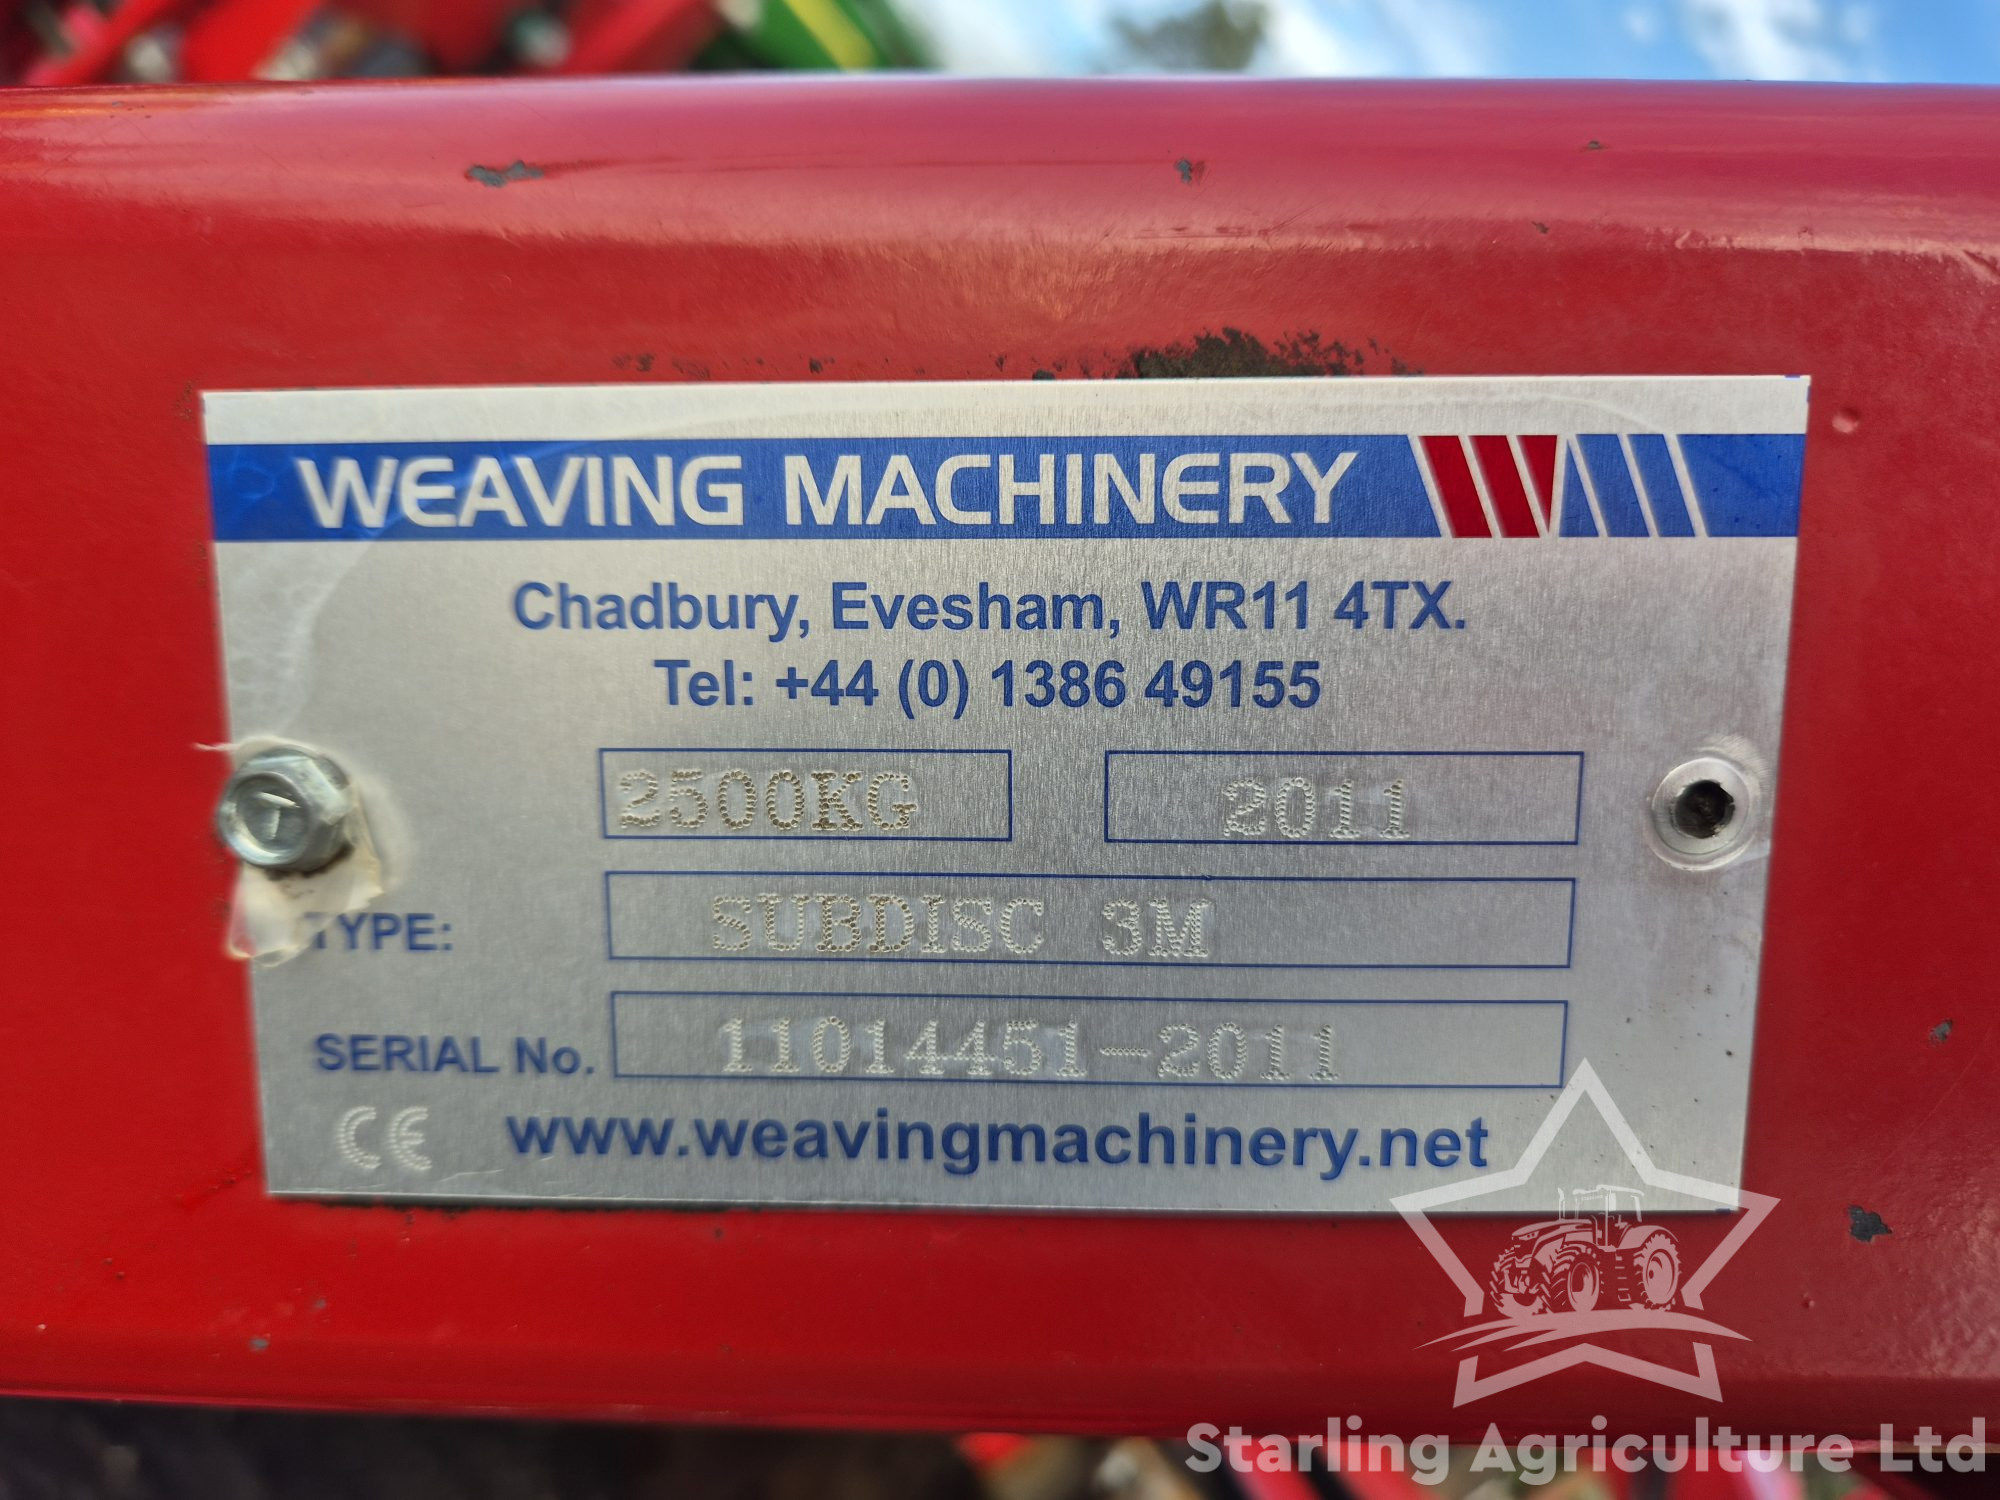 WEAVING MACHINERY
Chadbury, Evesham, WR11 4TX.
Tel: +44 (0) 1386 49155
2500KG 2011
TYPE: SUBDISC 3M
SERIAL No. 11014451-2011
CE www.weavingmachinery.net
Starling Agriculture Ltd